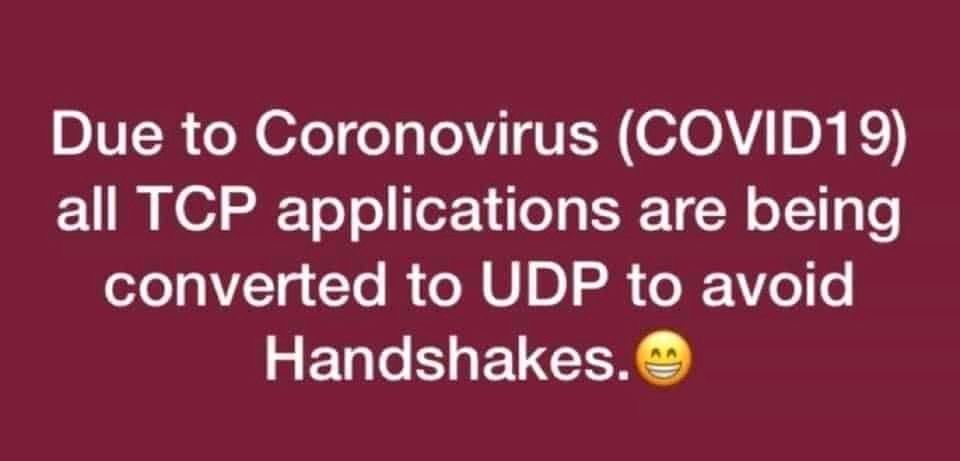 Due to Coronovirus (COVID19)
all TCP applications are being
converted to UDP to avoid
Handshakes.😁